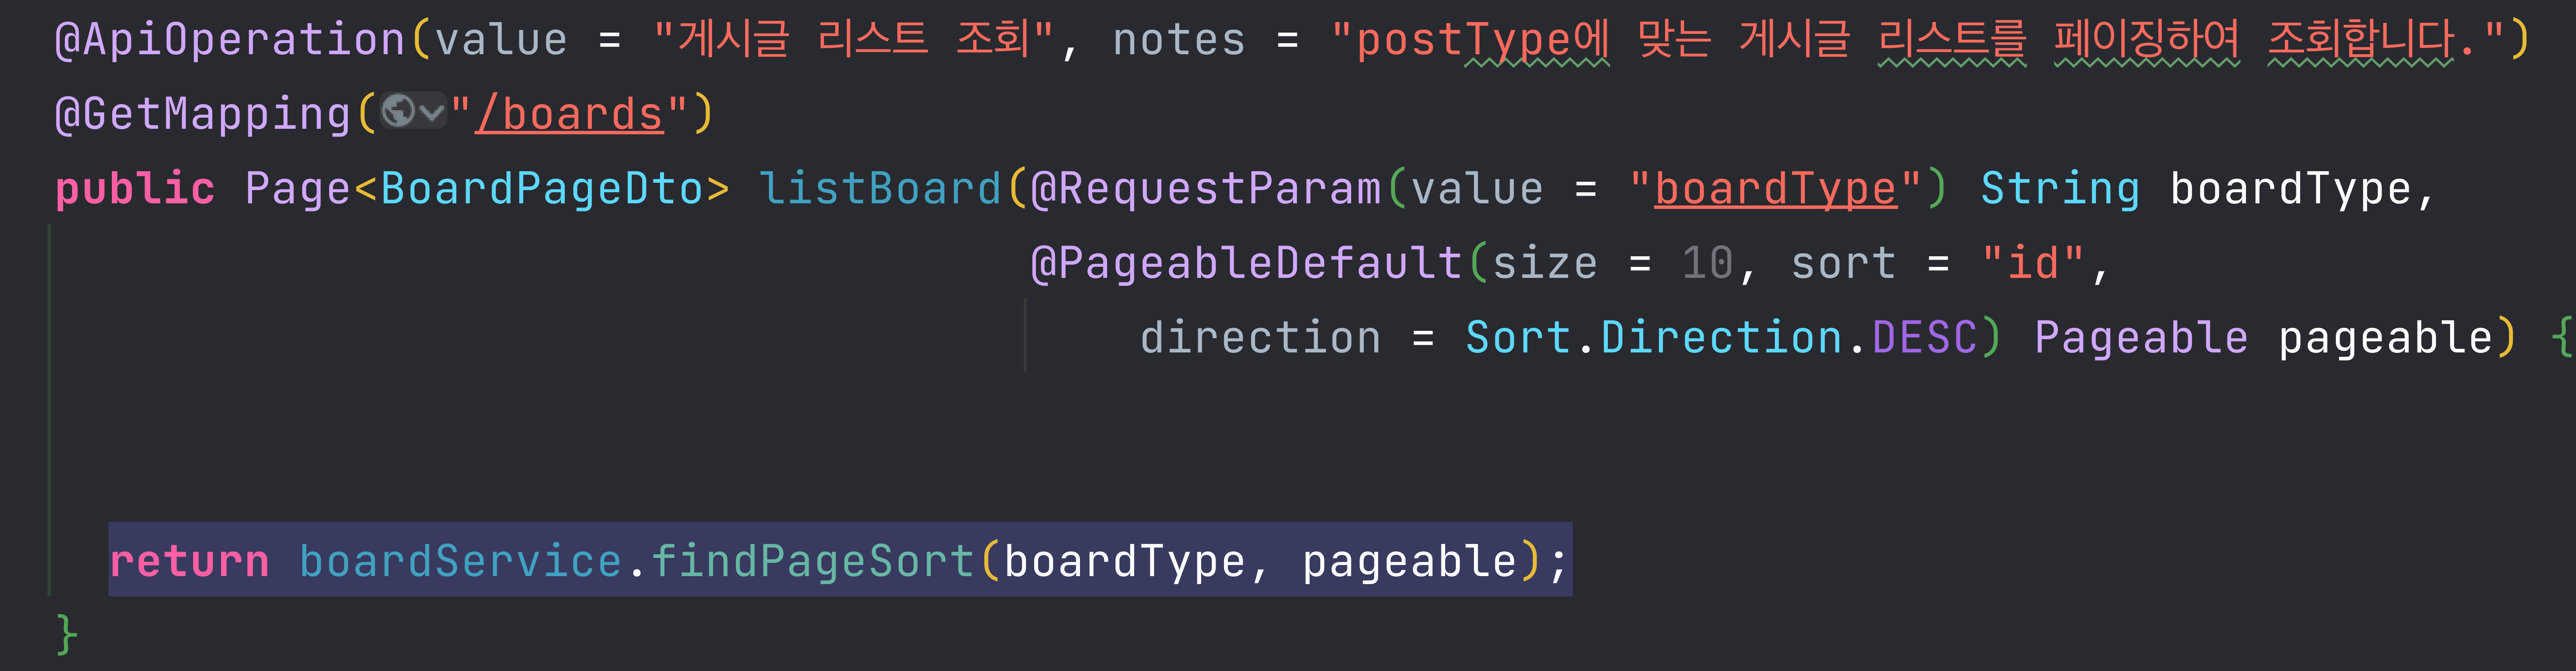 @ApiOperation(value = "게시글 리스트 조회", notes = "postType에 맞는 게시글 리스트를 페이징하여 조회합니다.")
@GetMapping("/boards")
public Page<BoardPageDto> listBoard(@RequestParam(value = "boardType") String boardType,
@PageableDefault(size = 10, sort = "id",
direction = Sort.Direction.DESC) Pageable pageable) {
return boardService.findPageSort(boardType, pageable);
}